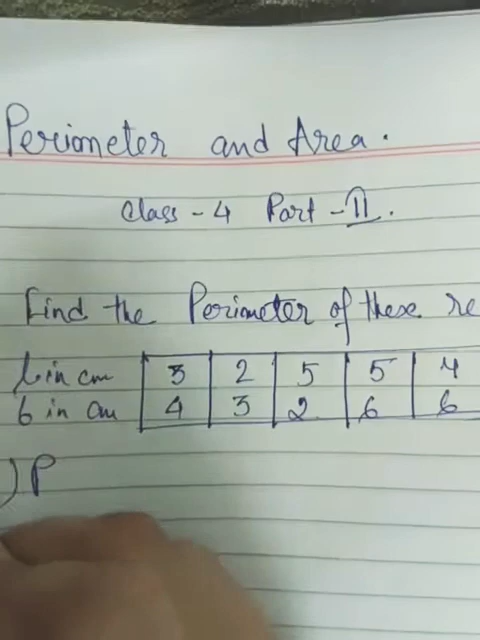 Perimeter and Area.
Class - 4 Part - II.
Find the Perimeter of these re
l in cm 3 2 5 5 4
b in cm 4 3 2 6 6
) P